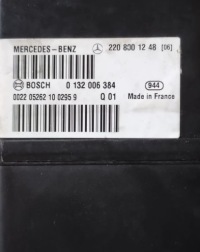 MERCEDES-BENZ 220 800 12 48 [06]
BOSCH 0 132 006 384 944
0022 05262 10 0295 9 Q 01 Made in France